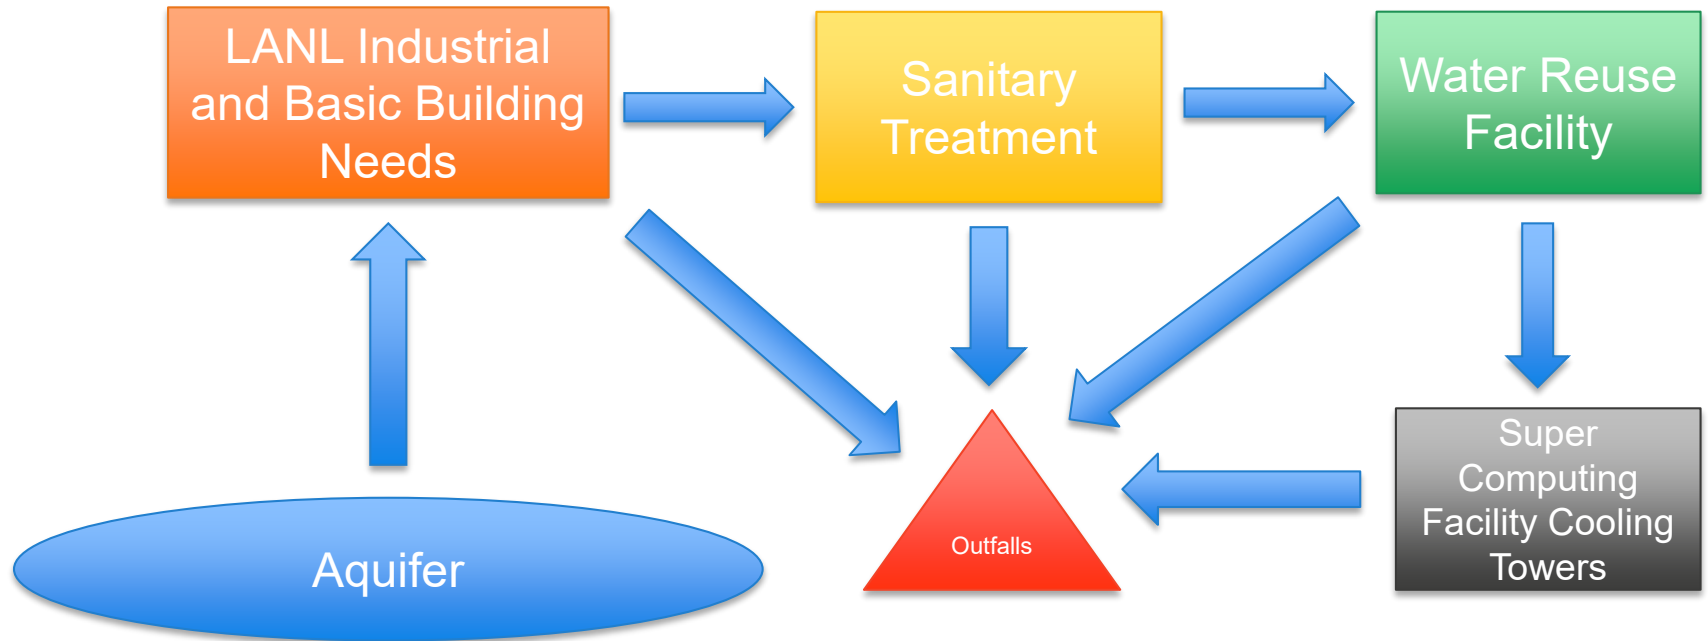 LANL Industrial
and Basic Building
Needs
Sanitary
Treatment
Water Reuse
Facility
Aquifer
Outfalls
Super
Computing
Facility Cooling
Towers